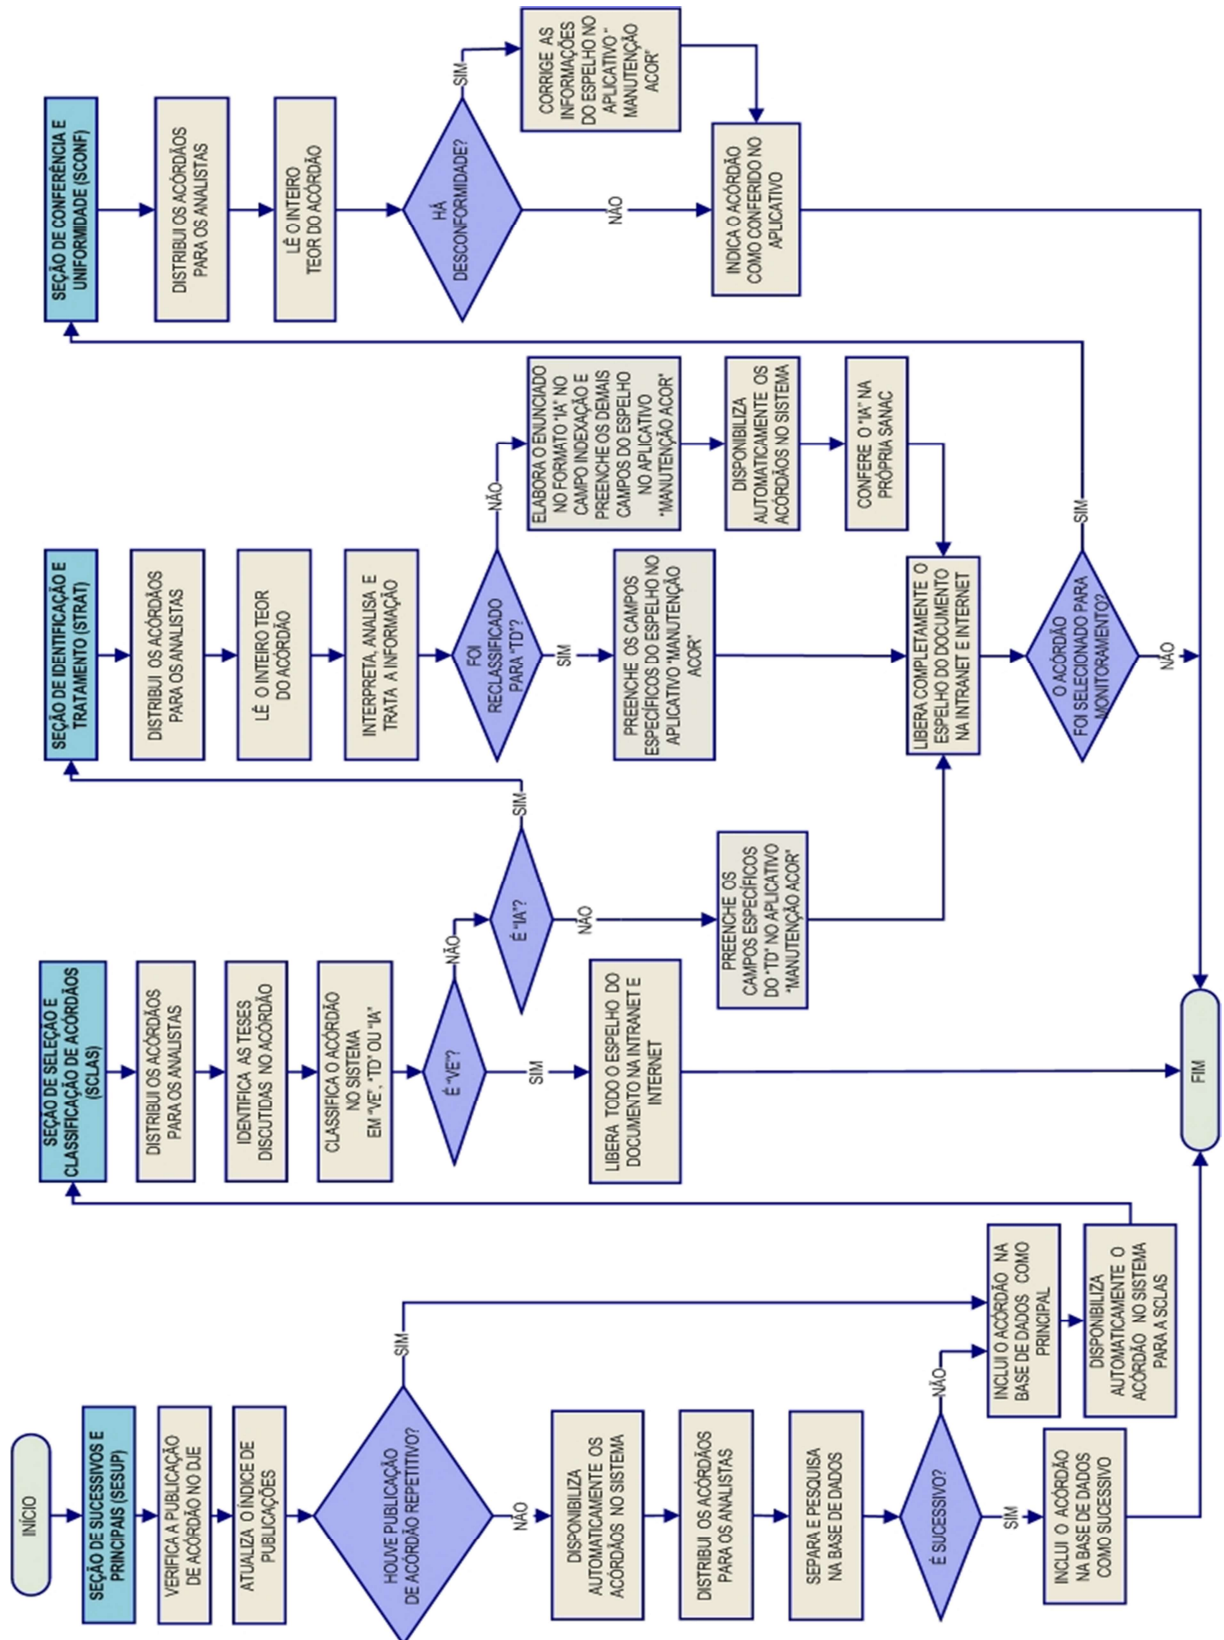 INÍCIO
SEÇÃO DE SUCESSIVOS E
PRINCIPAIS (SESUP)
VERIFICA A PUBLICAÇÃO
DE ACÓRDÃO NO DJE
ATUALIZA O ÍNDICE DE
PUBLICAÇÕES
HOUVE PUBLICAÇÃO
DE ACÓRDÃO REPETITIVO?
SIM
NÃO
DISPONIBILIZA
AUTOMATICAMENTE OS
ACÓRDÃOS NO SISTEMA
DISTRIBUI OS ACÓRDÃOS
PARA OS ANALISTAS
SEPARA E PESQUISA
NA BASE DE DADOS
É SUCESSIVO?
NÃO
SIM
INCLUI O ACÓRDÃO
NA BASE DE DADOS
COMO SUCESSIVO
INCLUI O ACÓRDÃO NA
BASE DE DADOS COMO
PRINCIPAL
DISPONIBILIZA
AUTOMATICAMENTE O
ACÓRDÃO NO SISTEMA
PARA A SCLAS
SEÇÃO DE SELEÇÃO E
CLASSIFICAÇÃO DE ACÓRDÃOS
(SCLAS)
DISTRIBUI OS ACÓRDÃOS
PARA OS ANALISTAS
IDENTIFICA AS TESES
DISCUTIDAS NO ACÓRDÃO
CLASSIFICA O ACÓRDÃO
NO SISTEMA
EM "VE", "TD" OU "IA"
É "VE"?
NÃO
SIM
É "IA"?
SIM
NÃO
LIBERA TODO O ESPELHO DO
DOCUMENTO NA INTRANET E
INTERNET
PREENCHE OS
CAMPOS ESPECÍFICOS
DO "TD" NO APLICATIVO
"MANUTENÇÃO ACOR"
FIM
SEÇÃO DE IDENTIFICAÇÃO E
TRATAMENTO (STRAT)
DISTRIBUI OS ACÓRDÃOS
PARA OS ANALISTAS
LÊ O INTEIRO TEOR
DO ACÓRDÃO
INTERPRETA, ANALISA E
TRATA A INFORMAÇÃO
FOI
RECLASSIFICADO
PARA "TD"?
NÃO
SIM
PREENCHE OS CAMPOS
ESPECÍFICOS DO ESPELHO NO
APLICATIVO "MANUTENÇÃO
ACOR"
ELABORA O ENUNCIADO
NO FORMATO "IA" NO
CAMPO INDEXAÇÃO E
PREENCHE OS DEMAIS
CAMPOS DO ESPELHO
NO APLICATIVO
"MANUTENÇÃO ACOR"
DISPONIBILIZA
AUTOMATICAMENTE OS
ACÓRDÃOS NO SISTEMA
CONFERE O "IA" NA
PRÓPRIA SANAC
LIBERA COMPLETAMENTE O
ESPELHO DO DOCUMENTO
NA INTRANET E INTERNET
O ACÓRDÃO
FOI SELECIONADO PARA
MONITORAMENTO?
SIM
NÃO
SEÇÃO DE CONFERÊNCIA E
UNIFORMIDADE (SCONF)
DISTRIBUI OS ACÓRDÃOS
PARA OS ANALISTAS
LÊ O INTEIRO
TEOR DO ACÓRDÃO
HÁ
DESCONFORMIDADE?
SIM
NÃO
CORRIGE AS
INFORMAÇÕES
DO ESPELHO NO
APLICATIVO "
MANUTENÇÃO
ACOR"
INDICA O ACÓRDÃO
COMO CONFERIDO NO
APLICATIVO